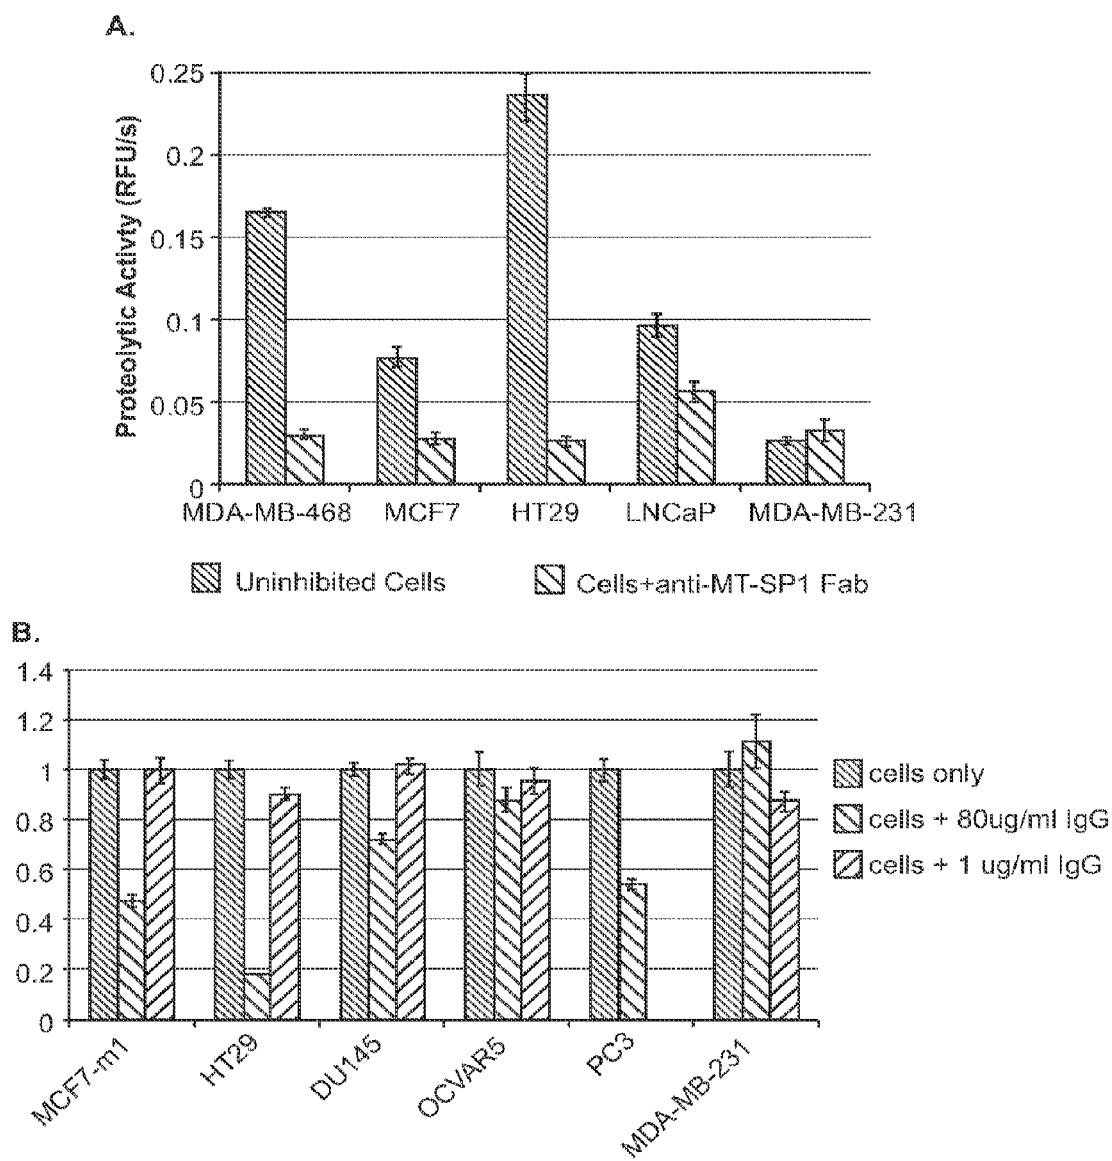 A.
Proteolytic Activty (RFU/s)
0.25
0.2
0.15
0.1
0.05
0
MDA-MB-468 MCF7 HT29 LNCaP MDA-MB-231
Uninhibited Cells Cells+anti-MT-SP1 Fab
B.
1.4
1.2
1
0.8
0.6
0.4
0.2
0
cells only
cells + 80ug/ml IgG
cells + 1 ug/ml IgG
MCF7-m1 HT29 DU145 OCVAR5 PC3 MDA-MB-231